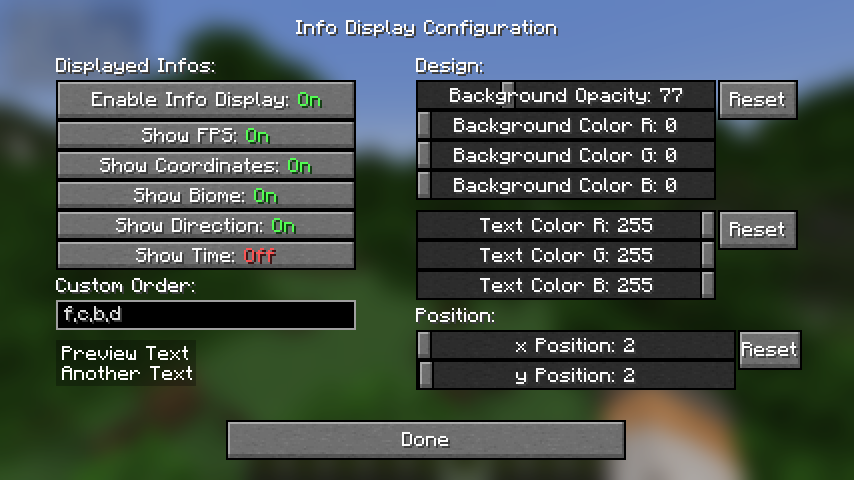 Info Display Configuration
Displayed Infos:
Enable Info Display: On
Show FPS: On
Show Coordinates: On
Show Biome: On
Show Direction: On
Show Time: Off
Custom Order:
f,c,b,d
Preview Text
Another Text
Design:
Background Opacity: 77
Reset
Background Color R: 0
Background Color G: 0
Background Color B: 0
Text Color R: 255
Reset
Text Color G: 255
Text Color B: 255
Position:
x Position: 2
Reset
y Position: 2
Done